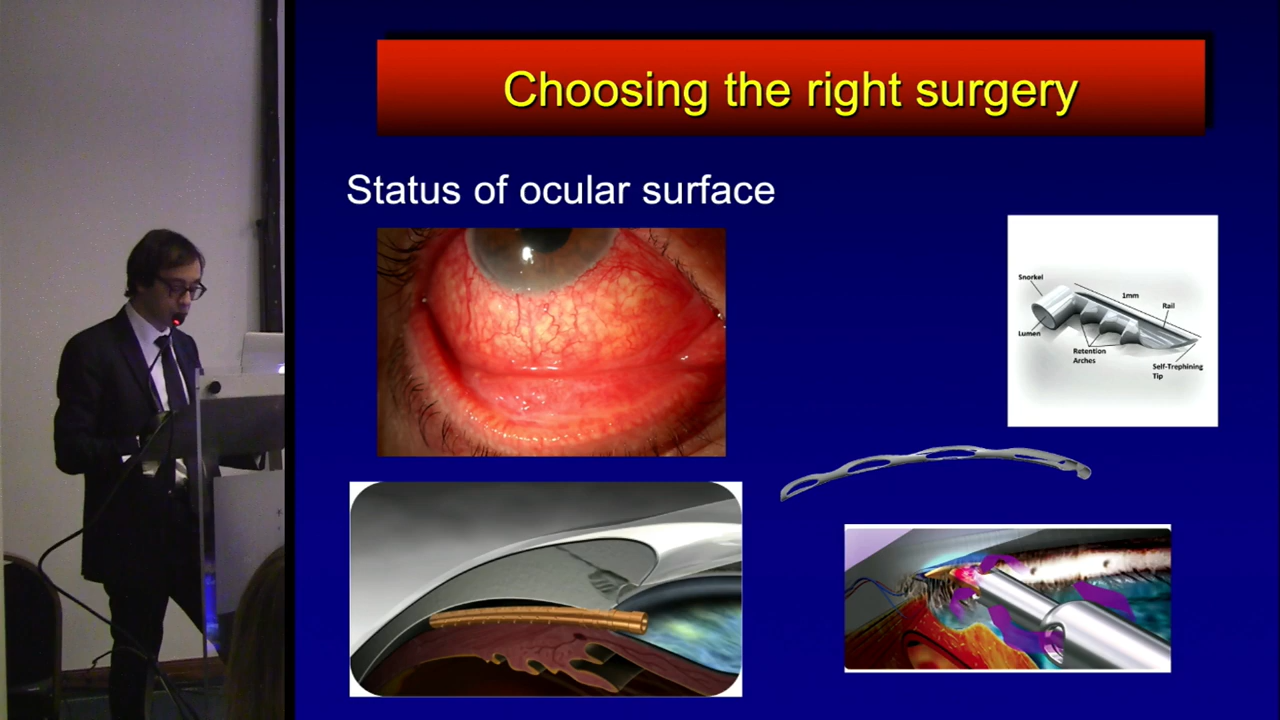 Choosing the right surgery
Status of ocular surface
Snorkel
1mm
Rail
Lumen
Retention
Arches
Self-Trephining
Tip